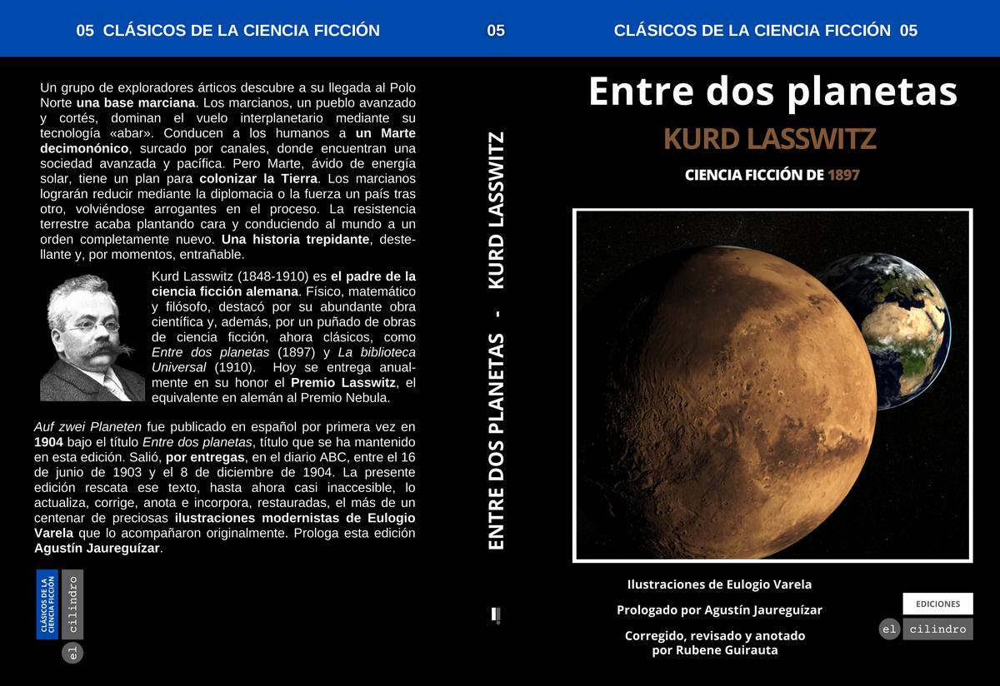 05 CLÁSICOS DE LA CIENCIA FICCIÓN
Un grupo de exploradores árticos descubre a su llegada al Polo
Norte una base marciana. Los marcianos, un pueblo avanzado
y cortés, dominan el vuelo interplanetario mediante su
tecnología «abar». Conducen a los humanos a un Marte
decimonónico, surcado por canales, donde encuentran una
sociedad avanzada y pacífica. Pero Marte, ávido de energía
solar, tiene un plan para colonizar la Tierra. Los marcianos
lograrán reducir mediante la diplomacia o la fuerza un país tras
otro, volviéndose arrogantes en el proceso. La resistencia
terrestre acaba plantando cara y conduciendo al mundo a un
orden completamente nuevo. Una historia trepidante, deste-
llante y, por momentos, entrañable.
Kurd Lasswitz (1848-1910) es el padre de la
ciencia ficción alemana. Físico, matemático
y filósofo, destacó por su abundante obra
científica y, además, por un puñado de obras
de ciencia ficción, ahora clásicos, como
Entre dos planetas (1897) y La biblioteca
Universal (1910). Hoy se entrega anual-
mente en su honor el Premio Lasswitz, el
equivalente en alemán al Premio Nebula.
Auf zwei Planeten fue publicado en español por primera vez en
1904 bajo el título Entre dos planetas, título que se ha mantenido
en esta edición. Salió, por entregas, en el diario ABC, entre el 16
de junio de 1903 y el 8 de diciembre de 1904. La presente
edición rescata ese texto, hasta ahora casi inaccesible, lo
actualiza, corrige, anota e incorpora, restauradas, el más de un
centenar de preciosas ilustraciones modernistas de Eulogio
Varela que lo acompañaron originalmente. Prologa esta edición
Agustín Jaureguízar.
CLÁSICOS DE LA
CIENCIA FICCIÓN
el cilindro
05
ENTRE DOS PLANETAS - KURD LASSWITZ
CLÁSICOS DE LA CIENCIA FICCIÓN 05
Entre dos planetas
KURD LASSWITZ
CIENCIA FICCIÓN DE 1897
Ilustraciones de Eulogio Varela
Prologado por Agustín Jaureguízar
Corregido, revisado y anotado
por Rubene Guirauta
EDICIONES
el cilindro